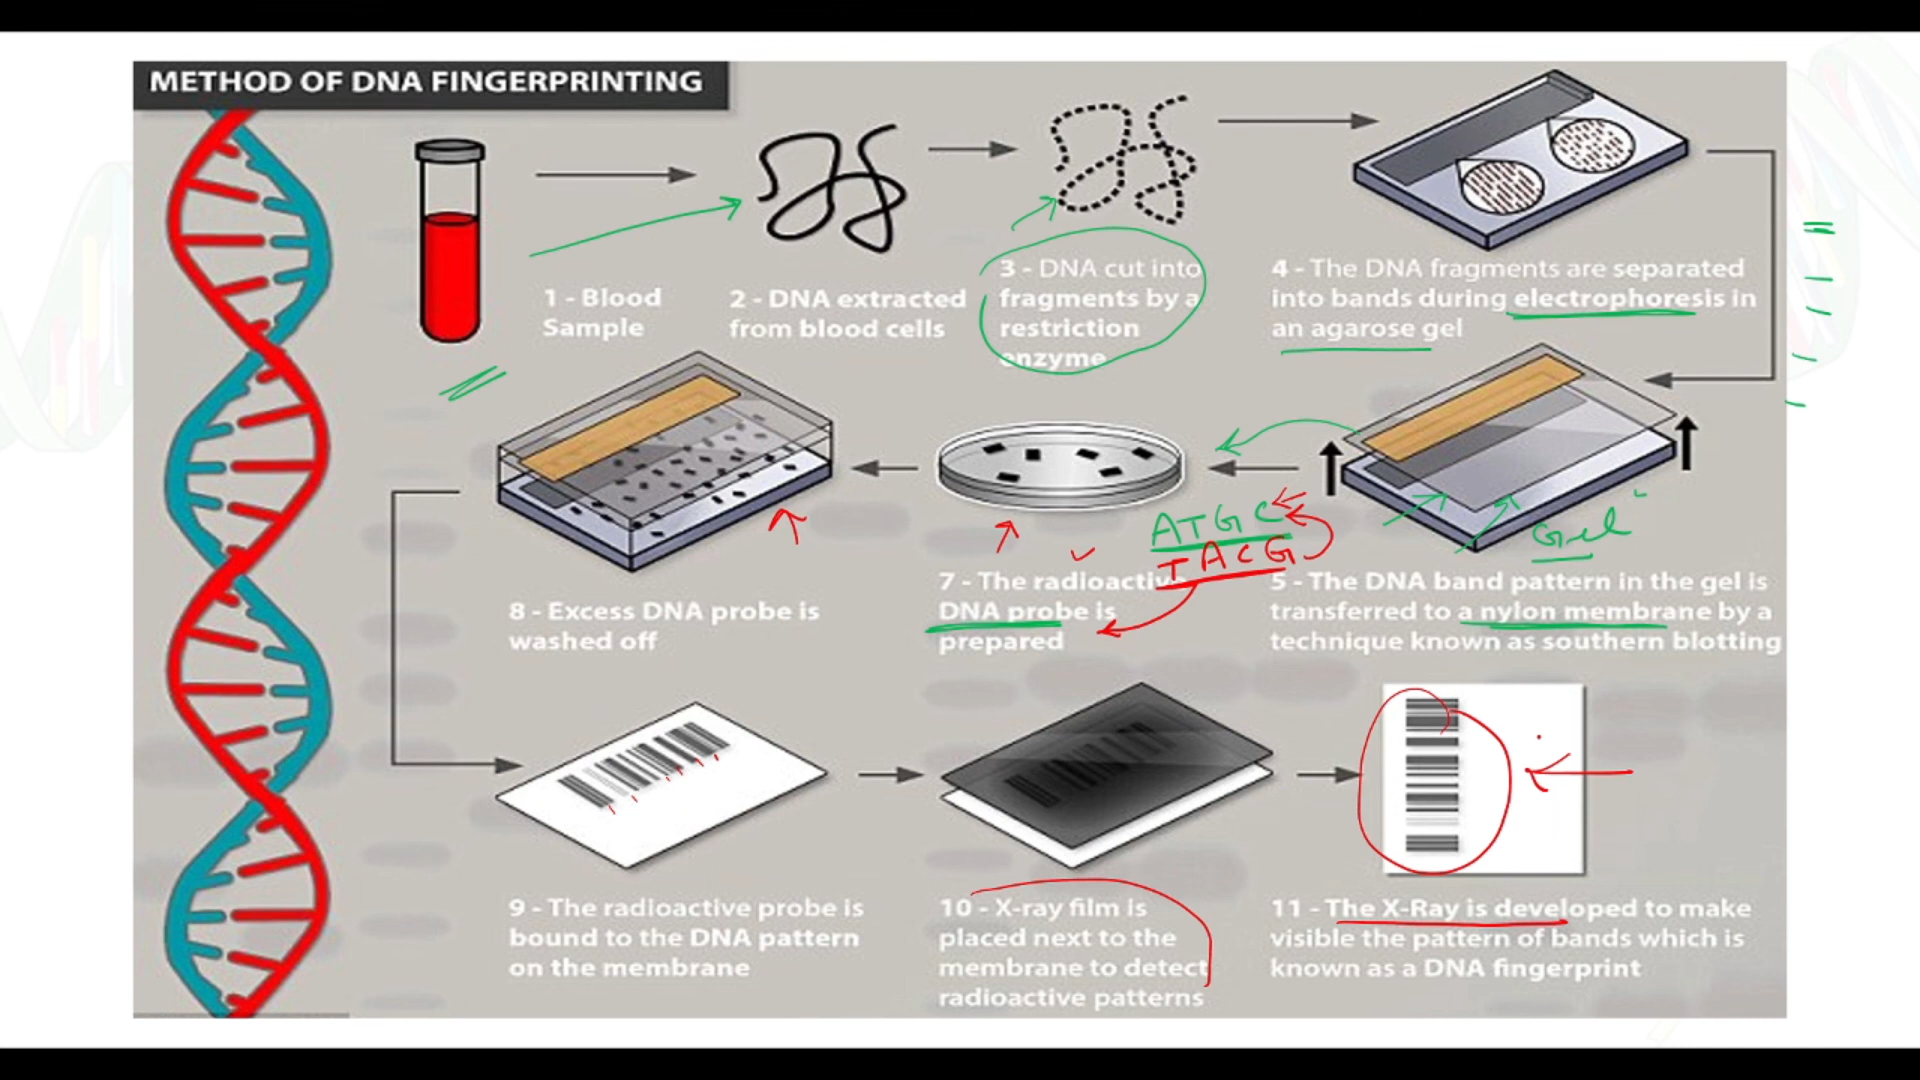 METHOD OF DNA FINGERPRINTING
1 - Blood
Sample
2 - DNA extracted
from blood cells
3 - DNA cut into
fragments by a
restriction
enzyme
4 - The DNA fragments are separated
into bands during electrophoresis in
an agarose gel
ATGC
TACG
Gel
5 - The DNA band pattern in the gel is
transferred to a nylon membrane by a
technique known as southern blotting
7 - The radioactive
DNA probe is
prepared
8 - Excess DNA probe is
washed off
9 - The radioactive probe is
bound to the DNA pattern
on the membrane
10 - X-ray film is
placed next to the
membrane to detect
radioactive patterns
11 - The X-Ray is developed to make
visible the pattern of bands which is
known as a DNA fingerprint